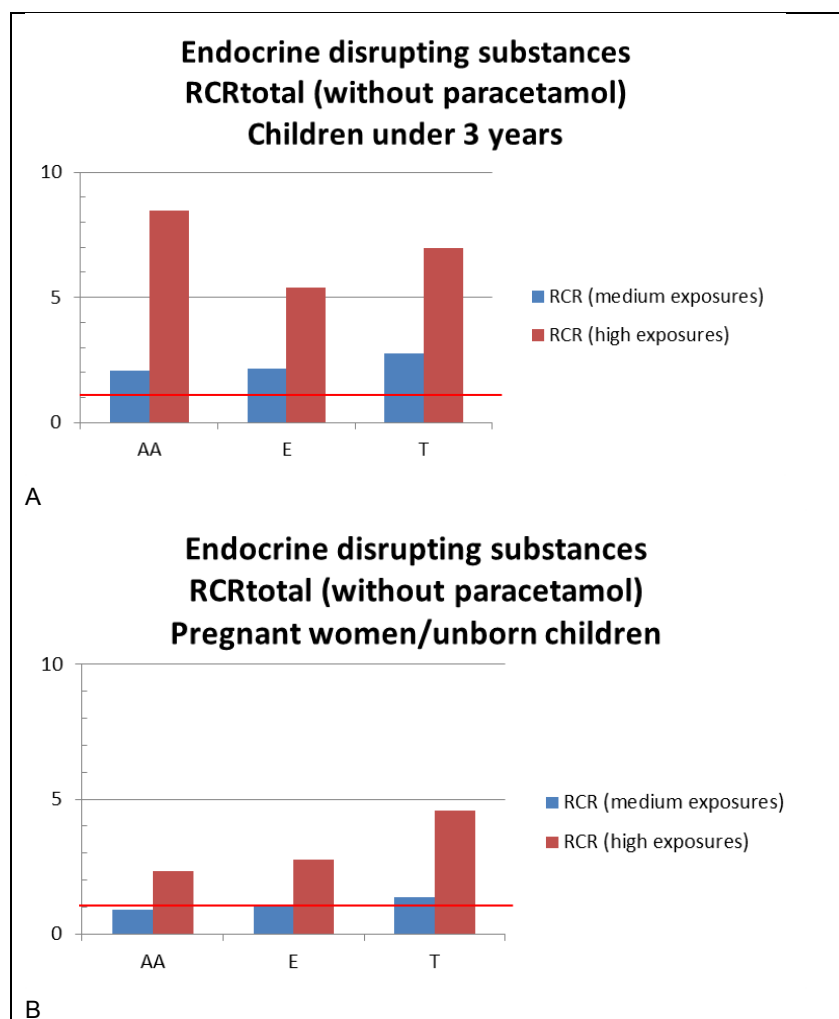 Endocrine disrupting substances
RCRtotal (without paracetamol)
Children under 3 years
10
5
0
AA E T
RCR (medium exposures)
RCR (high exposures)
A
Endocrine disrupting substances
RCRtotal (without paracetamol)
Pregnant women/unborn children
10
5
0
AA E T
RCR (medium exposures)
RCR (high exposures)
B